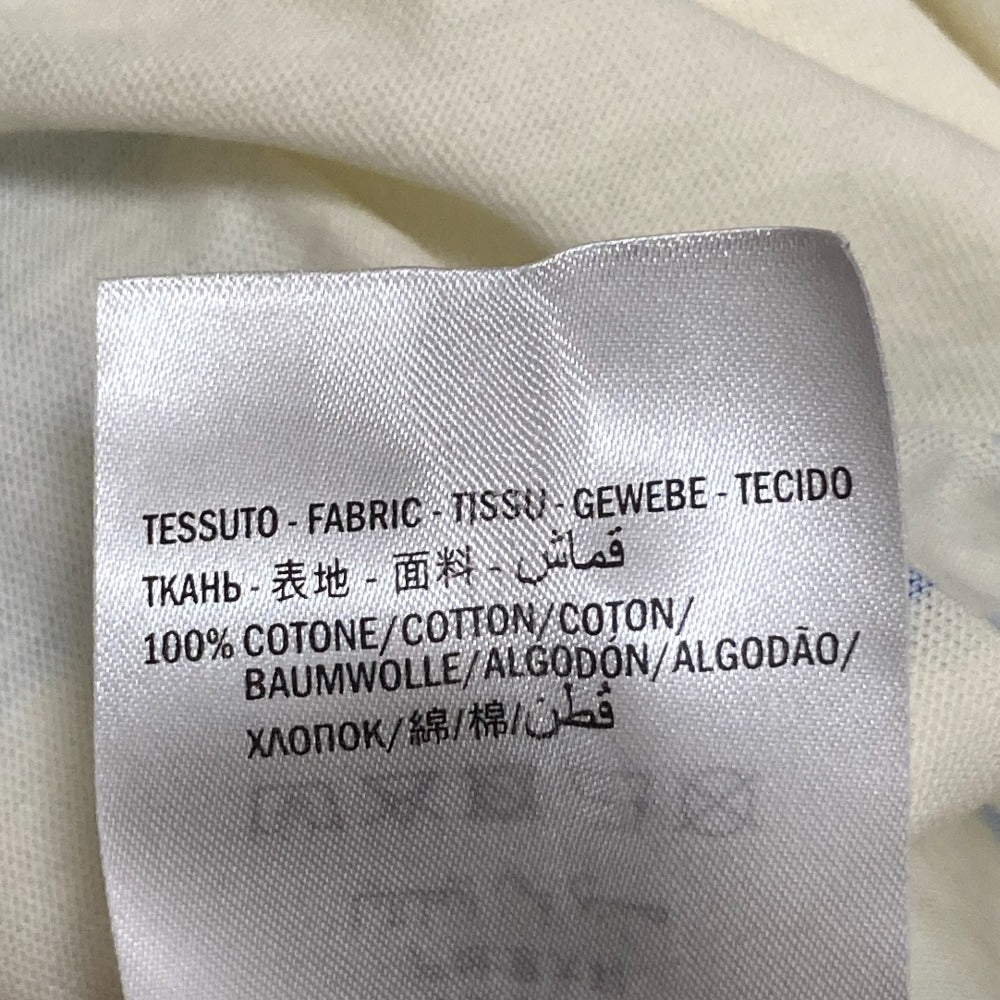 TESSUTO - FABRIC - TISSU - GEWEBE - TECIDO
ТКАНЬ - 表地 - 面料 - قماش
100% COTONE/COTTON/COTON/
BAUMWOLLE/ALGODÓN/ALGODÃO/
ХЛОПОК/綿/棉/قطن